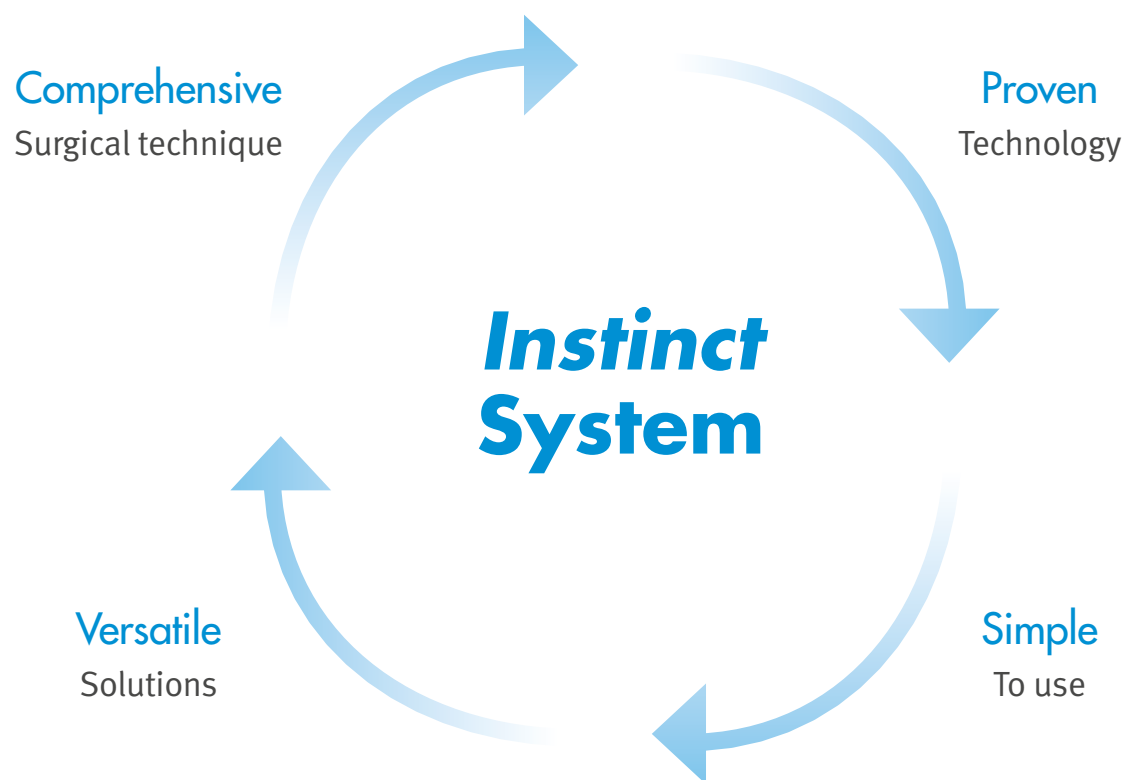 Comprehensive
Surgical technique
Proven
Technology
Instinct
System
Versatile
Solutions
Simple
To use